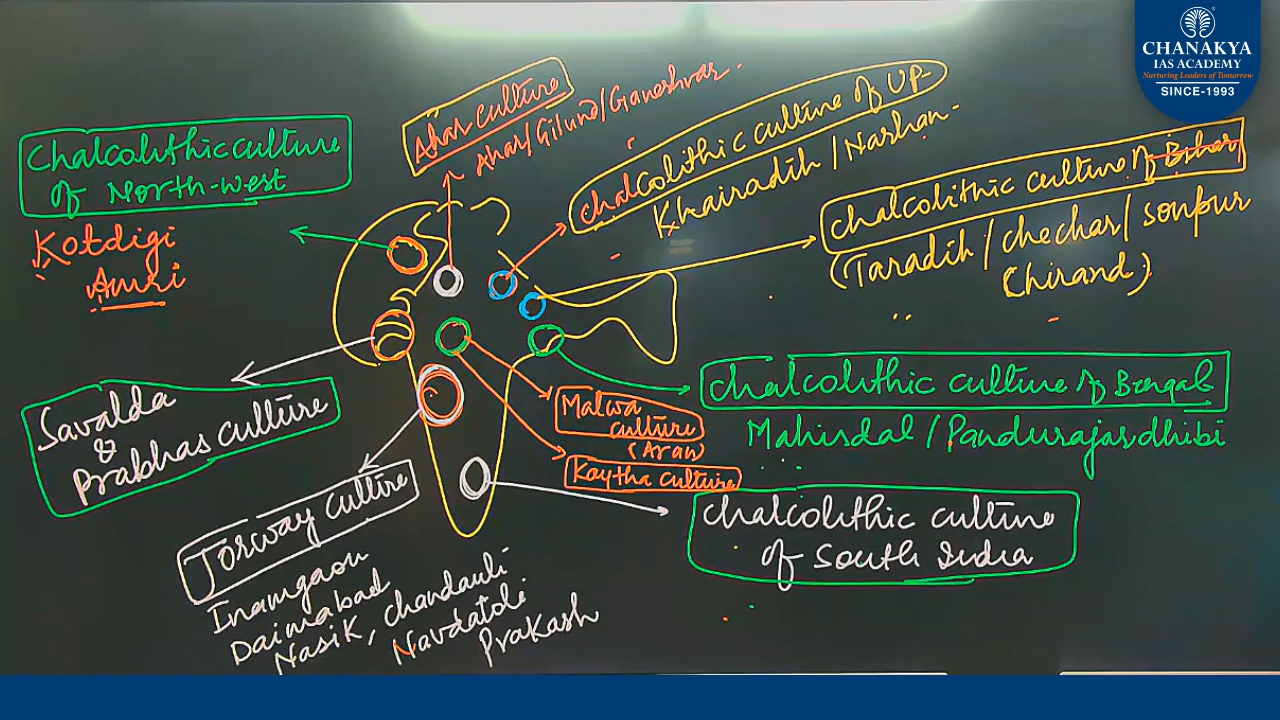 CHANAKYA
IAS ACADEMY
Nurturing Leaders of Tomorrow
SINCE-1993
Ahar culture
Ahar/Gilund/Ganeshvar.
Chalcolithic culture of UP
Khairadih / Narhan
Chalcolithic culture
of North-west
Kotdigi
Amri
Chalcolithic culture of Bihar/
(Taradih / chechar / sonpur
Chirand)
Savalda
&
Prabhas culture
Malwa
culture
(Aran)
Kaytha culture
Chalcolithic culture of Bengal
Mahisdal / Pandurajardhibi
Jorway culture
Inamgaon
Daimabad
Nasik, Chandauli
Navdatoli
Prakash
Chalcolithic culture
of South India